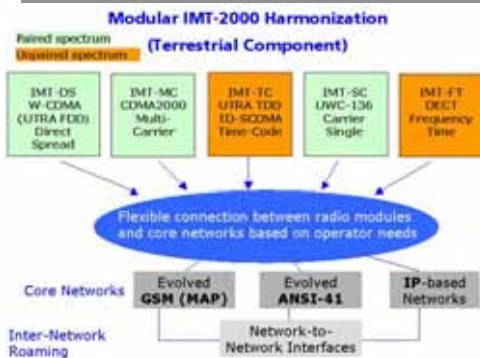 Modular IMT-2000 Harmonization
Paired spectrum
(Terrestrial Component)
Unpaired spectrum
IMT-DS
W-CDMA
(UTRA FDD)
Direct
Spread
IMT-MC
CDMA2000
Multi-
Carrier
IMT-TC
UTRA TDD
TD-SCDMA
Time-Code
IMT-SC
UWC-136
Carrier
Single
IMT-FT
DECT
Frequency
Time
Flexible connection between radio modules
and core networks based on operator needs
Core Networks
Evolved
GSM (MAP)
Evolved
ANSI-41
IP-based
Networks
Inter-Network
Roaming
Network-to-
Network Interfaces